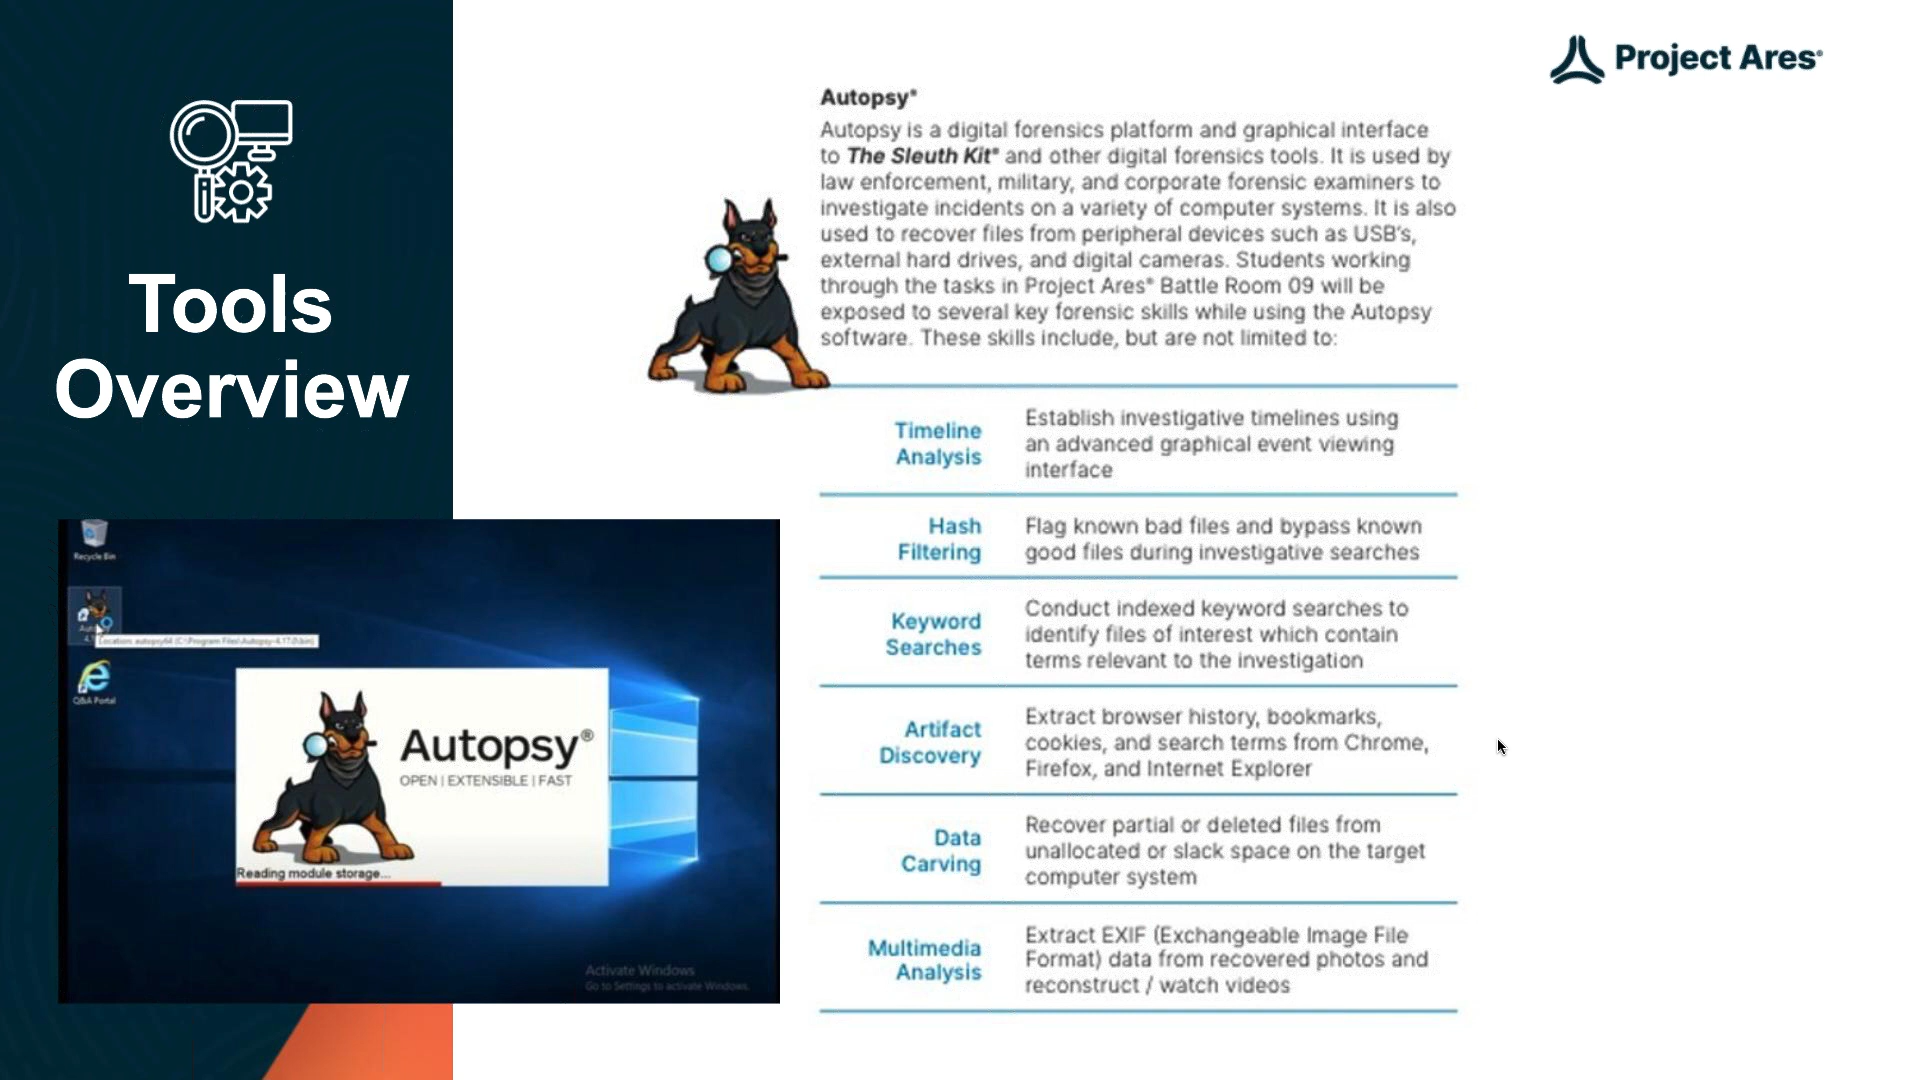 Tools
Overview
Project Ares®
Autopsy®
Autopsy is a digital forensics platform and graphical interface
to The Sleuth Kit® and other digital forensics tools. It is used by
law enforcement, military, and corporate forensic examiners to
investigate incidents on a variety of computer systems. It is also
used to recover files from peripheral devices such as USB's,
external hard drives, and digital cameras. Students working
through the tasks in Project Ares® Battle Room 09 will be
exposed to several key forensic skills while using the Autopsy
software. These skills include, but are not limited to:
Timeline
Analysis
Establish investigative timelines using
an advanced graphical event viewing
interface
Hash
Filtering
Flag known bad files and bypass known
good files during investigative searches
Keyword
Searches
Conduct indexed keyword searches to
identify files of interest which contain
terms relevant to the investigation
Artifact
Discovery
Extract browser history, bookmarks,
cookies, and search terms from Chrome,
Firefox, and Internet Explorer
Data
Carving
Recover partial or deleted files from
unallocated or slack space on the target
computer system
Multimedia
Analysis
Extract EXIF (Exchangeable Image File
Format) data from recovered photos and
reconstruct / watch videos
Recycle Bin
Location: autopsy64 (C:\Program Files\Autopsy-4.17.0\bin)
Q&A Portal
Autopsy®
OPEN | EXTENSIBLE | FAST
Reading module storage...
Activate Windows
Go to Settings to activate Windows.